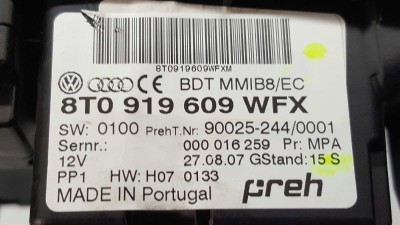 8T0919609WFXM
BDT MMIB8/EC
8T0 919 609 WFX
SW: 0100 PrehT.Nr: 90025-244/0001
Sernr.: 000 016 259 Pr: MPA
12V 27.08.07 GStand: 15 S
PP1 HW: H07 0133
MADE IN Portugal preh